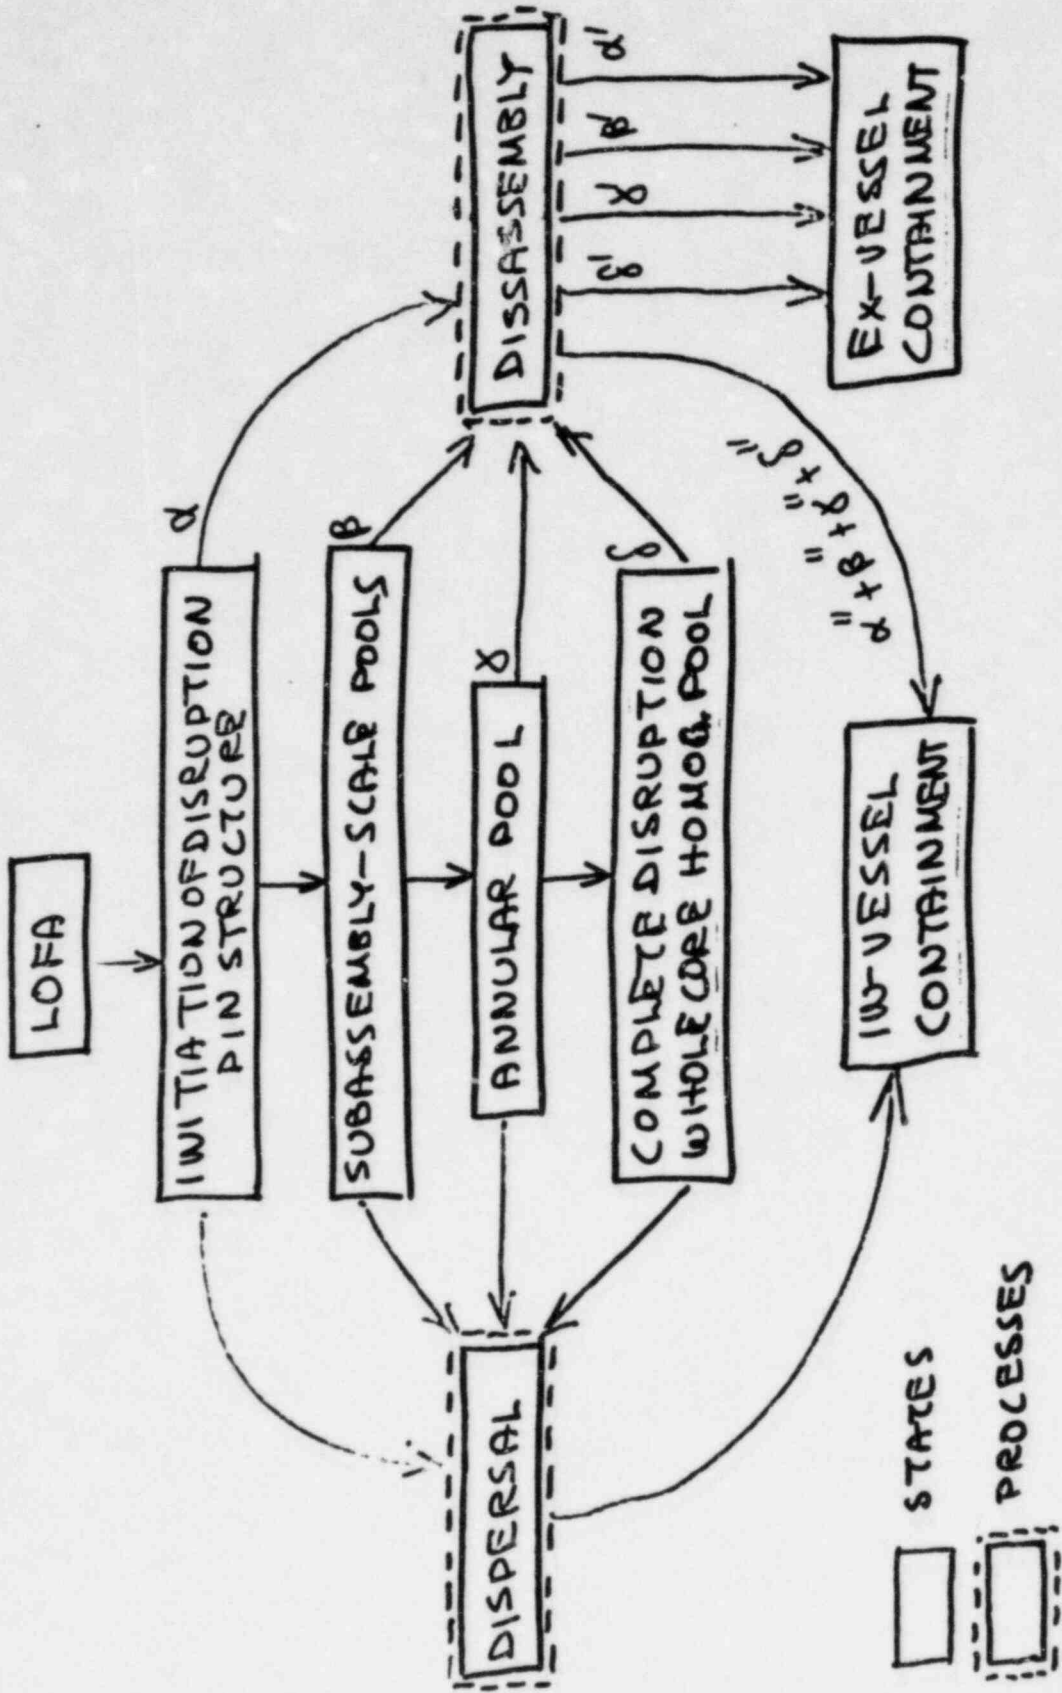 LOFA
INITIATION OF DISRUPTION
PIN STRUCTURE
α
SUBASSEMBLY-SCALE POOLS
β
ANNULAR POOL
γ
COMPLETE DISRUPTION
WHOLE CORE HOMOG. POOL
δ
DISPERSAL
DISSASSEMBLY
δ'
γ
β'
α'
α"+β"+γ"+δ"
IN-VESSEL
CONTAINMENT
EX-VESSEL
CONTAINMENT
STATES
PROCESSES